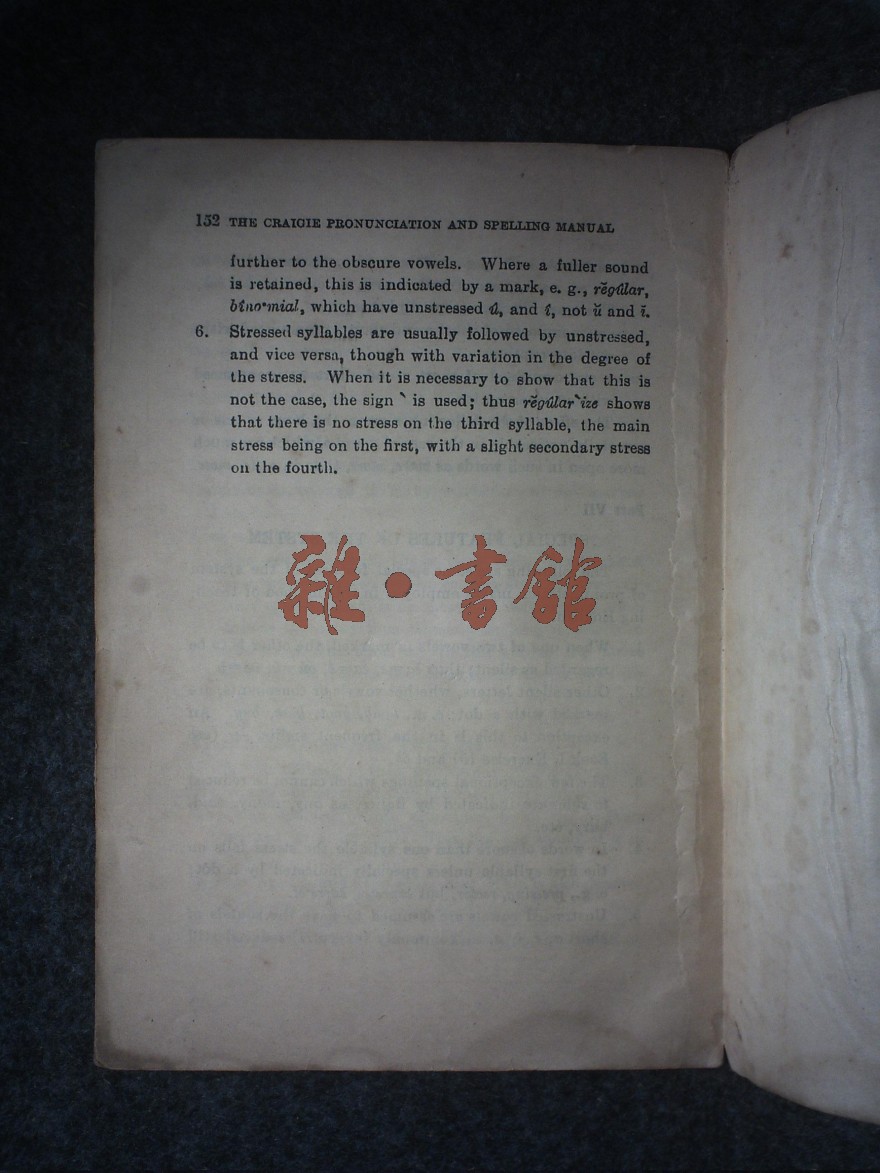 152 THE CRAIGIE PRONUNCIATION AND SPELLING MANUAL
further to the obscure vowels. Where a fuller sound
is retained, this is indicated by a mark, e. g., rĕgûlar,
bîno•mial, which have unstressed û, and î, not ŭ and ĭ.
6. Stressed syllables are usually followed by unstressed,
and vice versa, though with variation in the degree of
the stress. When it is necessary to show that this is
not the case, the sign ` is used; thus rĕgûlar`ize shows
that there is no stress on the third syllable, the main
stress being on the first, with a slight secondary stress
on the fourth.
雜•書館